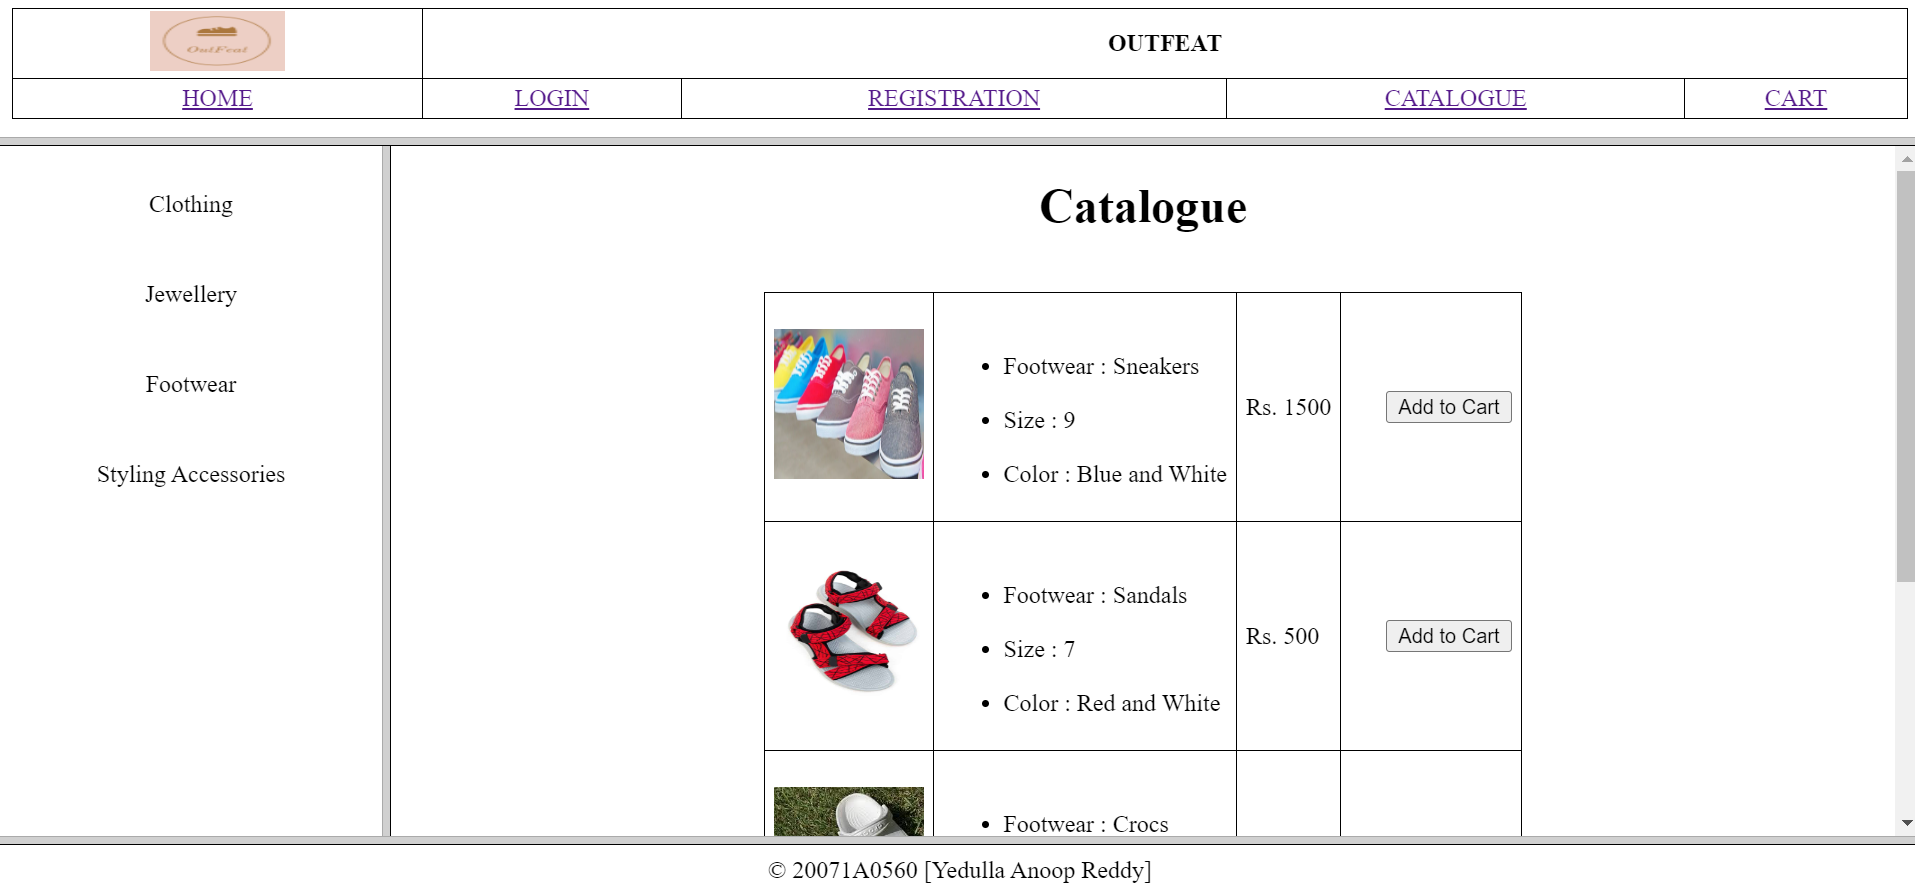 OutFeat
OUTFEAT
HOME LOGIN REGISTRATION CATALOGUE CART
Clothing
Jewellery
Footwear
Styling Accessories
Catalogue
Footwear : Sneakers
Size : 9
Color : Blue and White
Rs. 1500
Add to Cart
Footwear : Sandals
Size : 7
Color : Red and White
Rs. 500
Add to Cart
Footwear : Crocs
© 20071A0560 [Yedulla Anoop Reddy]